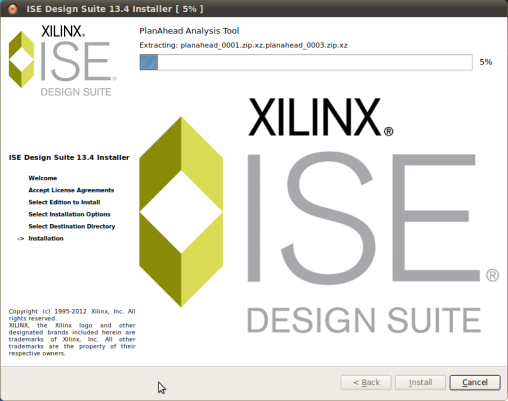 ISE Design Suite 13.4 Installer [ 5% ]
XILINX®
ISE®
DESIGN SUITE
PlanAhead Analysis Tool
Extracting: planahead_0001.zip.xz,planahead_0003.zip.xz
5%
ISE Design Suite 13.4 Installer
Welcome
Accept License Agreements
Select Edition to Install
Select Installation Options
Select Destination Directory
-> Installation
Copyright (c) 1995-2012 Xilinx, Inc. All
rights reserved.
XILINX, the Xilinx logo and other
designated brands included herein are
trademarks of Xilinx, Inc. All other
trademarks are the property of their
respective owners.
XILINX®
ISE®
DESIGN SUITE
< Back
Install
Cancel